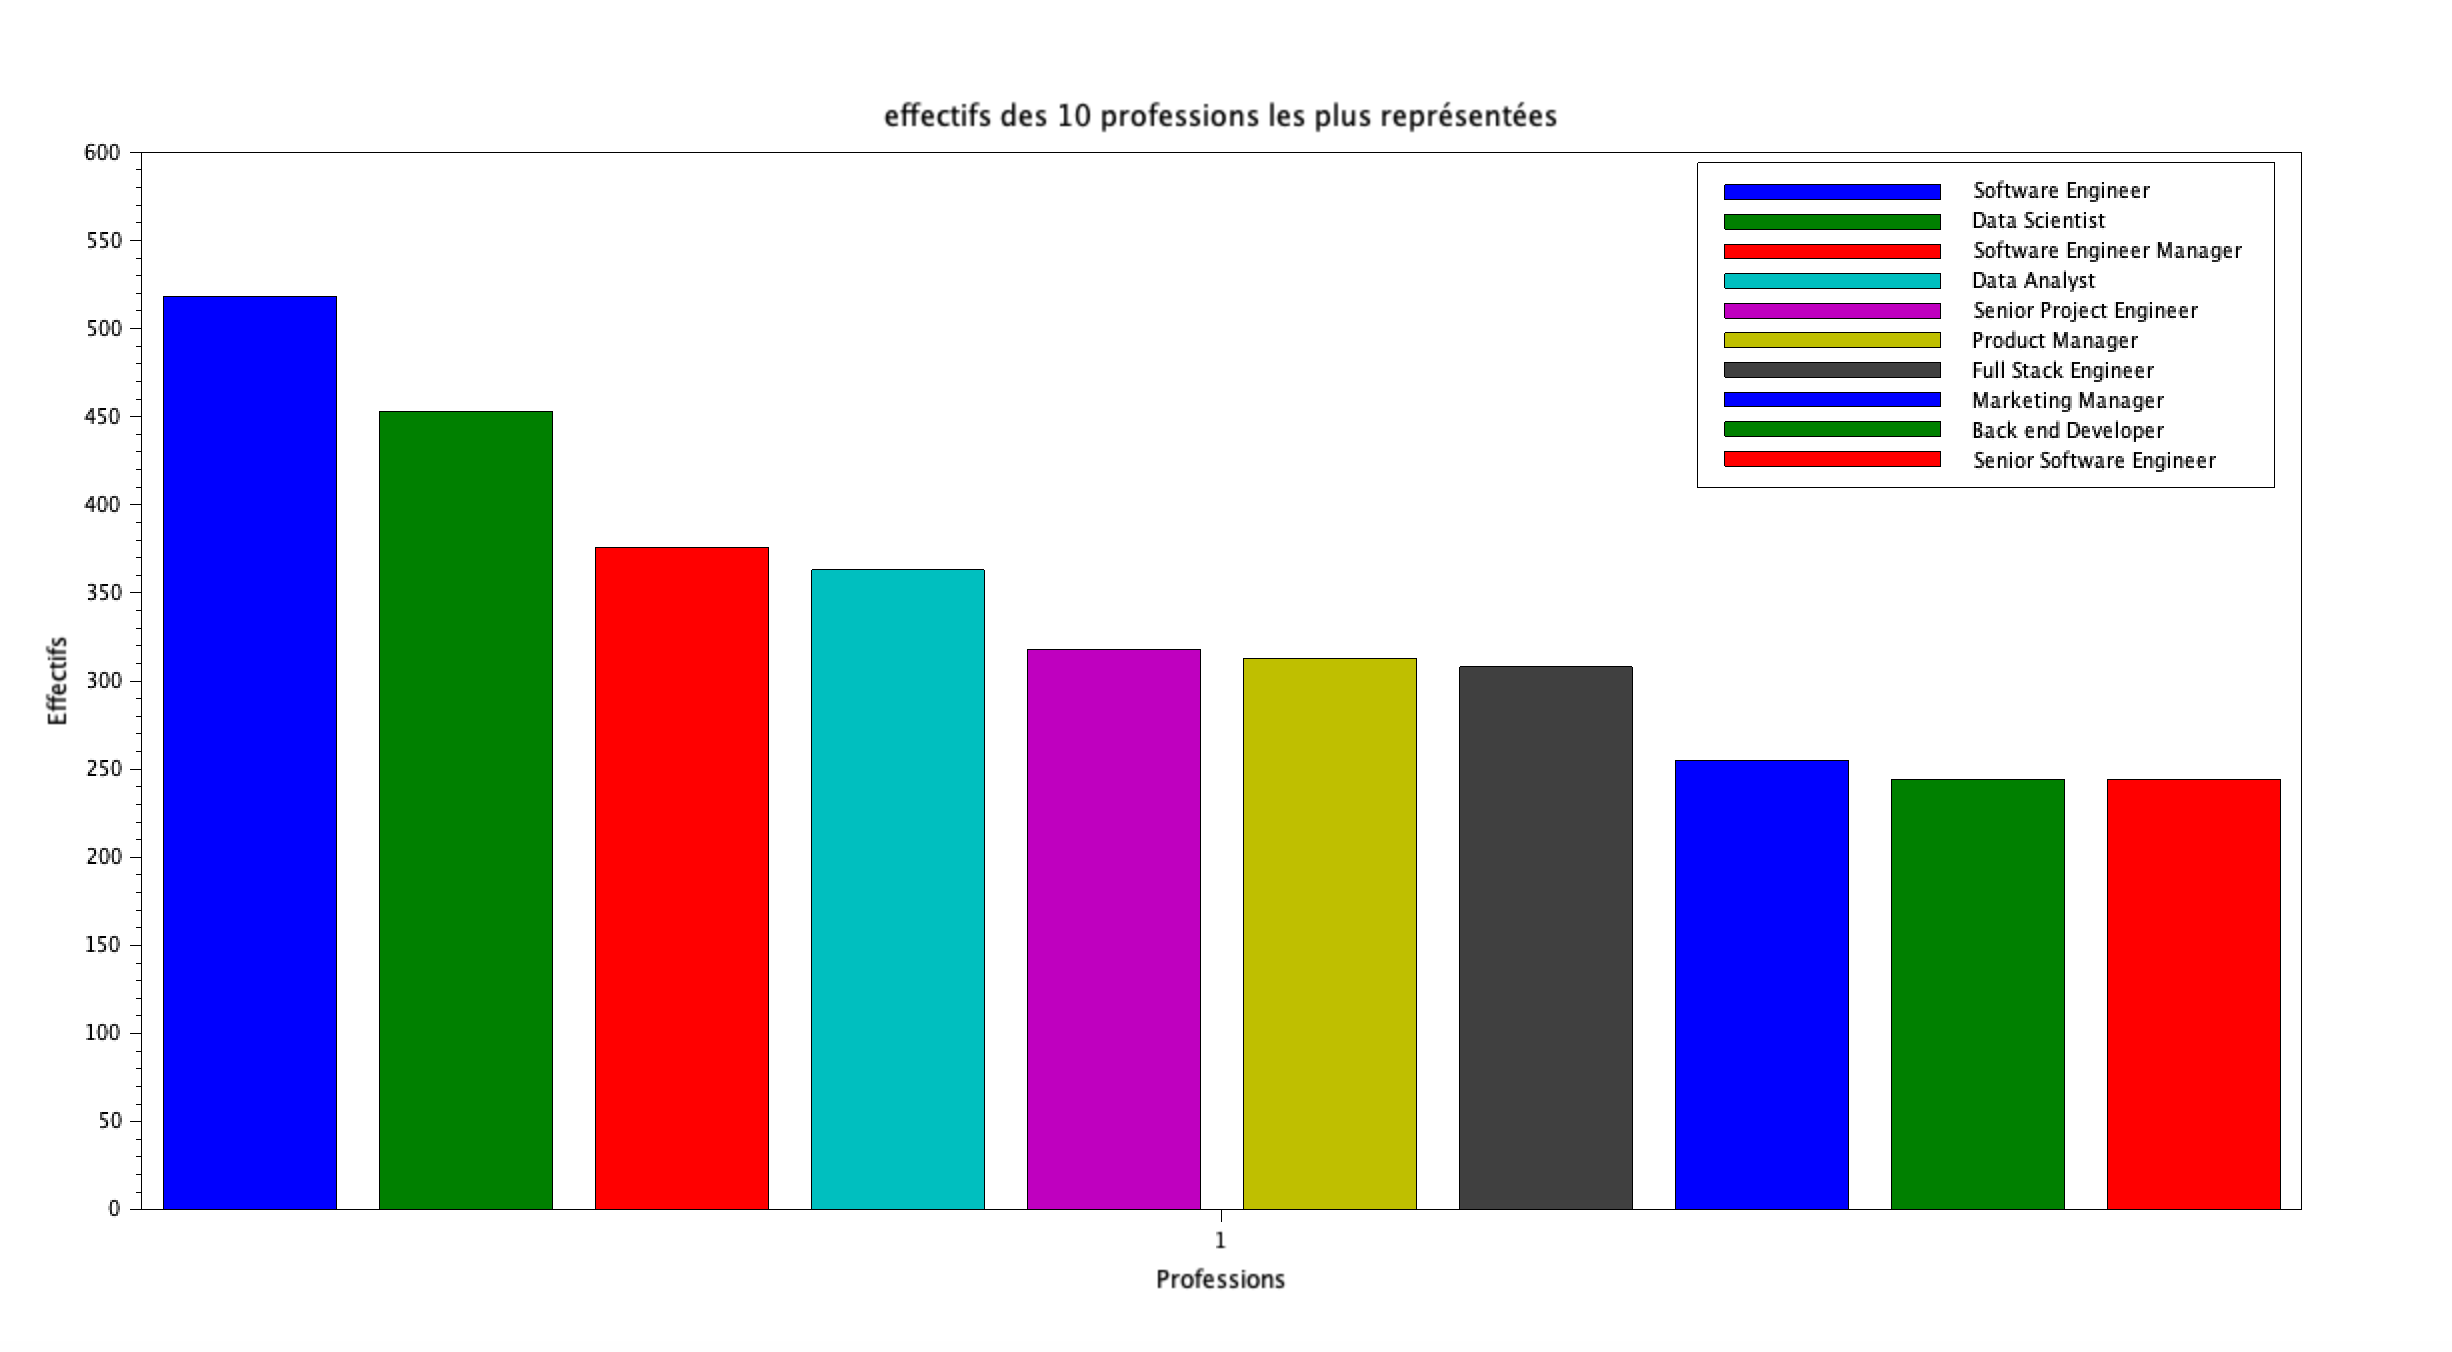 effectifs des 10 professions les plus représentées
600
550
500
450
400
350
300
250
200
150
100
50
0
Effectifs
Software Engineer
Data Scientist
Software Engineer Manager
Data Analyst
Senior Project Engineer
Product Manager
Full Stack Engineer
Marketing Manager
Back end Developer
Senior Software Engineer
1
Professions